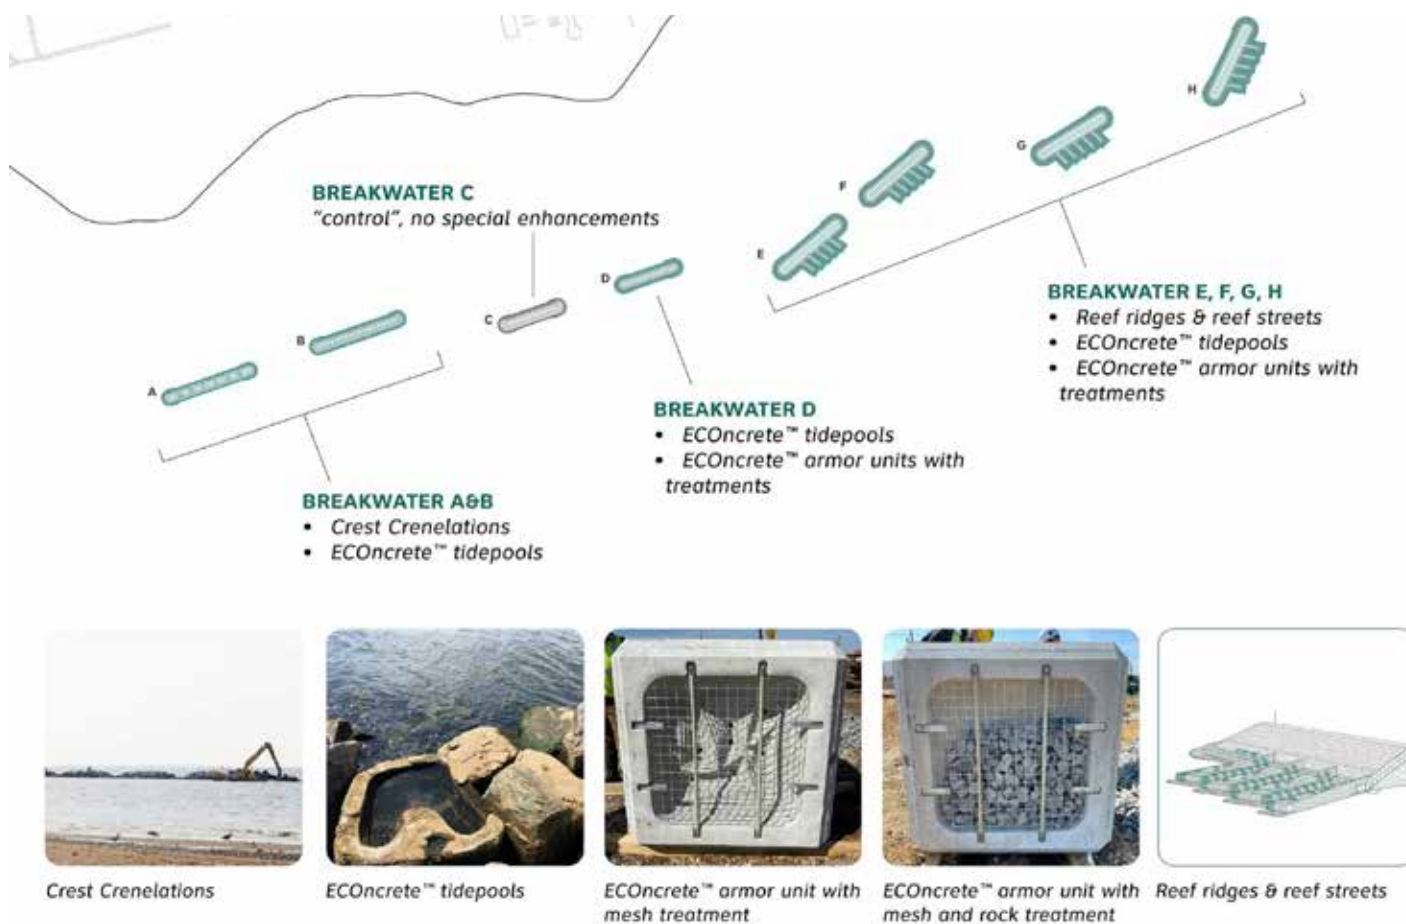 H
G
F
BREAKWATER C
"control", no special enhancements
E
D
BREAKWATER E, F, G, H
• Reef ridges & reef streets
• ECOncrete™ tidepools
• ECOncrete™ armor units with
treatments
C
B
A
BREAKWATER D
• ECOncrete™ tidepools
• ECOncrete™ armor units with
treatments
BREAKWATER A&B
• Crest Crenelations
• ECOncrete™ tidepools
Crest Crenelations
ECOncrete™ tidepools
ECOncrete™ armor unit with
mesh treatment
ECOncrete™ armor unit with
mesh and rock treatment
Reef ridges & reef streets